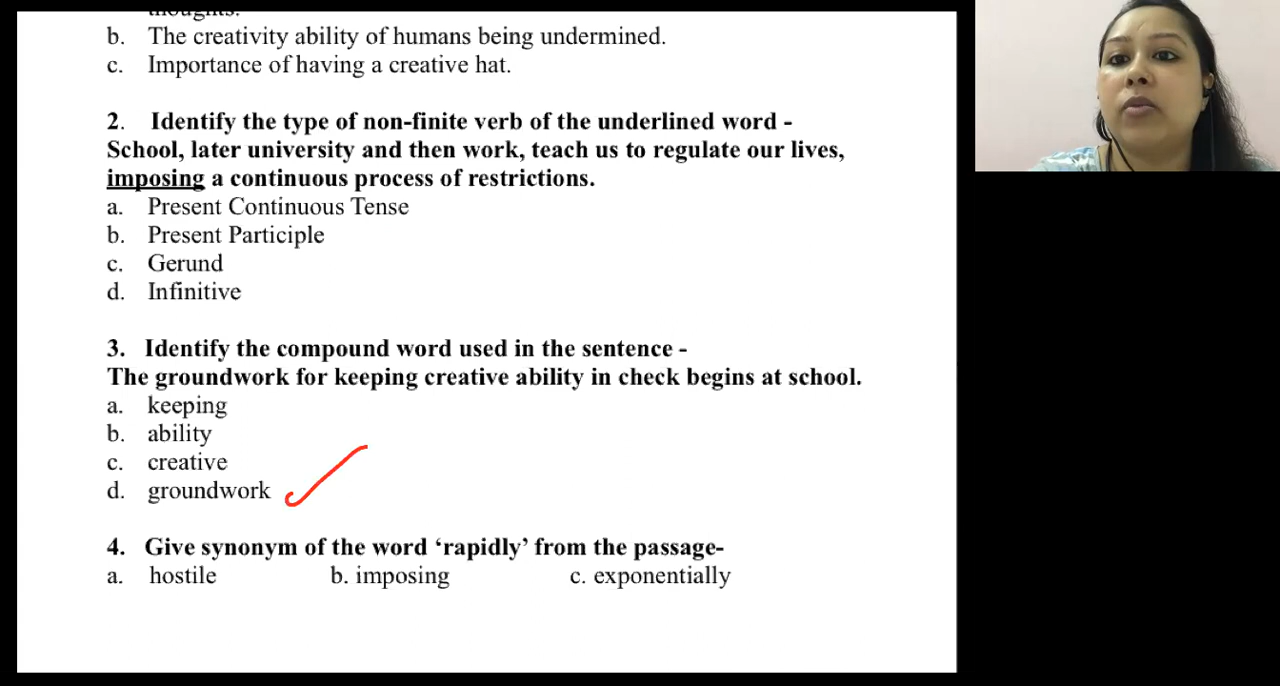 thoughts.
b. The creativity ability of humans being undermined.
c. Importance of having a creative hat.
2. Identify the type of non-finite verb of the underlined word -
School, later university and then work, teach us to regulate our lives,
imposing a continuous process of restrictions.
a. Present Continuous Tense
b. Present Participle
c. Gerund
d. Infinitive
3. Identify the compound word used in the sentence -
The groundwork for keeping creative ability in check begins at school.
a. keeping
b. ability
c. creative
d. groundwork
4. Give synonym of the word ‘rapidly’ from the passage-
a. hostile b. imposing c. exponentially